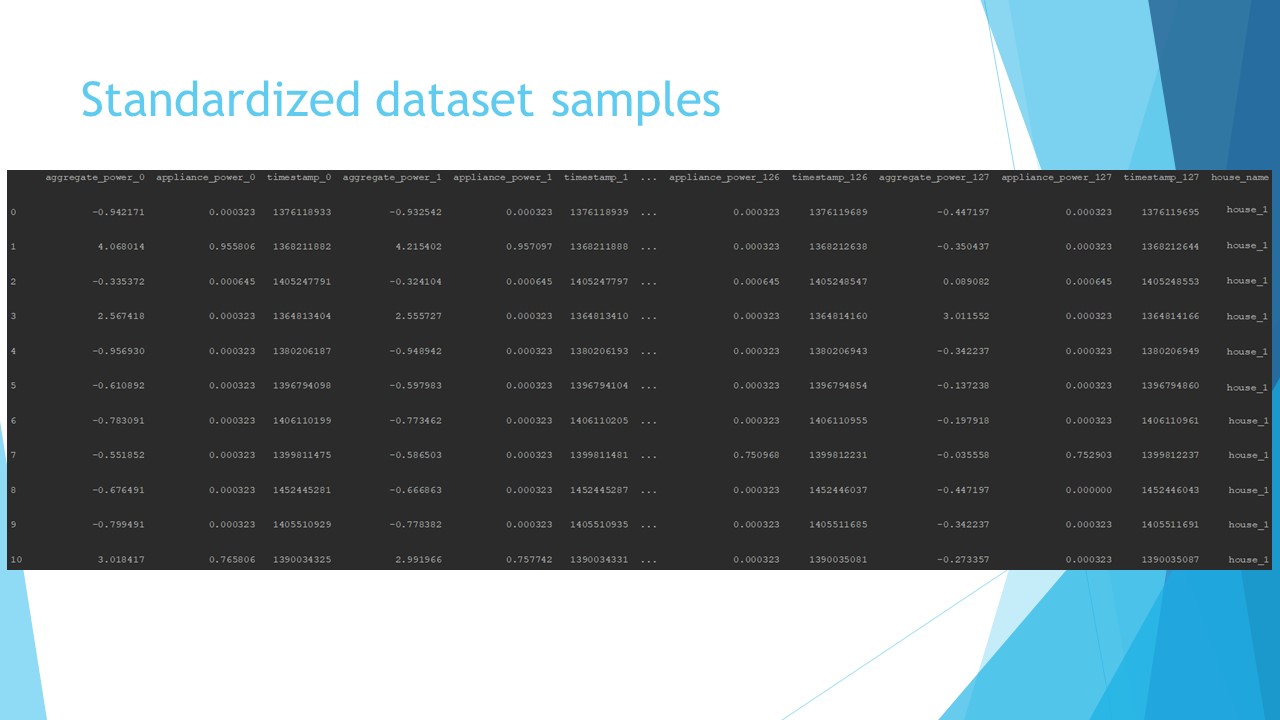 Standardized dataset samples
aggregate_power_0 appliance_power_0 timestamp_0 aggregate_power_1 appliance_power_1 timestamp_1 ... appliance_power_126 timestamp_126 aggregate_power_127 appliance_power_127 timestamp_127 house_name
0 -0.942171 0.000323 1376118933 -0.932542 0.000323 1376118939 ... 0.000323 1376119689 -0.447197 0.000323 1376119695 house_1
1 4.068014 0.955806 1368211882 4.215402 0.957097 1368211888 ... 0.000323 1368212638 -0.350437 0.000323 1368212644 house_1
2 -0.335372 0.000645 1405247791 -0.324104 0.000645 1405247797 ... 0.000645 1405248547 0.089082 0.000645 1405248553 house_1
3 2.567418 0.000323 1364813404 2.555727 0.000323 1364813410 ... 0.000323 1364814160 3.011552 0.000323 1364814166 house_1
4 -0.956930 0.000323 1380206187 -0.948942 0.000323 1380206193 ... 0.000323 1380206943 -0.342237 0.000323 1380206949 house_1
5 -0.610892 0.000323 1396794098 -0.597983 0.000323 1396794104 ... 0.000323 1396794854 -0.137238 0.000323 1396794860 house_1
6 -0.783091 0.000323 1406110199 -0.773462 0.000323 1406110205 ... 0.000323 1406110955 -0.197918 0.000323 1406110961 house_1
7 -0.551852 0.000323 1399811475 -0.586503 0.000323 1399811481 ... 0.750968 1399812231 -0.035558 0.752903 1399812237 house_1
8 -0.676491 0.000323 1452445281 -0.666863 0.000323 1452445287 ... 0.000323 1452446037 -0.447197 0.000000 1452446043 house_1
9 -0.799491 0.000323 1405510929 -0.778382 0.000323 1405510935 ... 0.000323 1405511685 -0.342237 0.000323 1405511691 house_1
10 3.018417 0.765806 1390034325 2.991966 0.757742 1390034331 ... 0.000323 1390035081 -0.273357 0.000323 1390035087 house_1